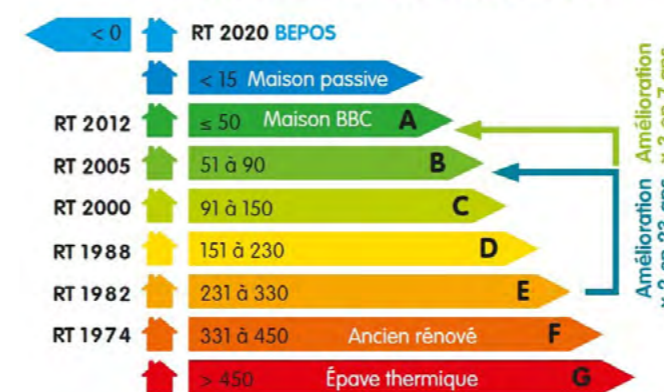 < 0 RT 2020 BEPOS
< 15 Maison passive
RT 2012 ≤ 50 Maison BBC A
RT 2005 51 à 90 B
RT 2000 91 à 150 C
RT 1988 151 à 230 D
RT 1982 231 à 330 E
RT 1974 331 à 450 Ancien rénové F
> 450 Épave thermique G
Amélioration
Amélioration